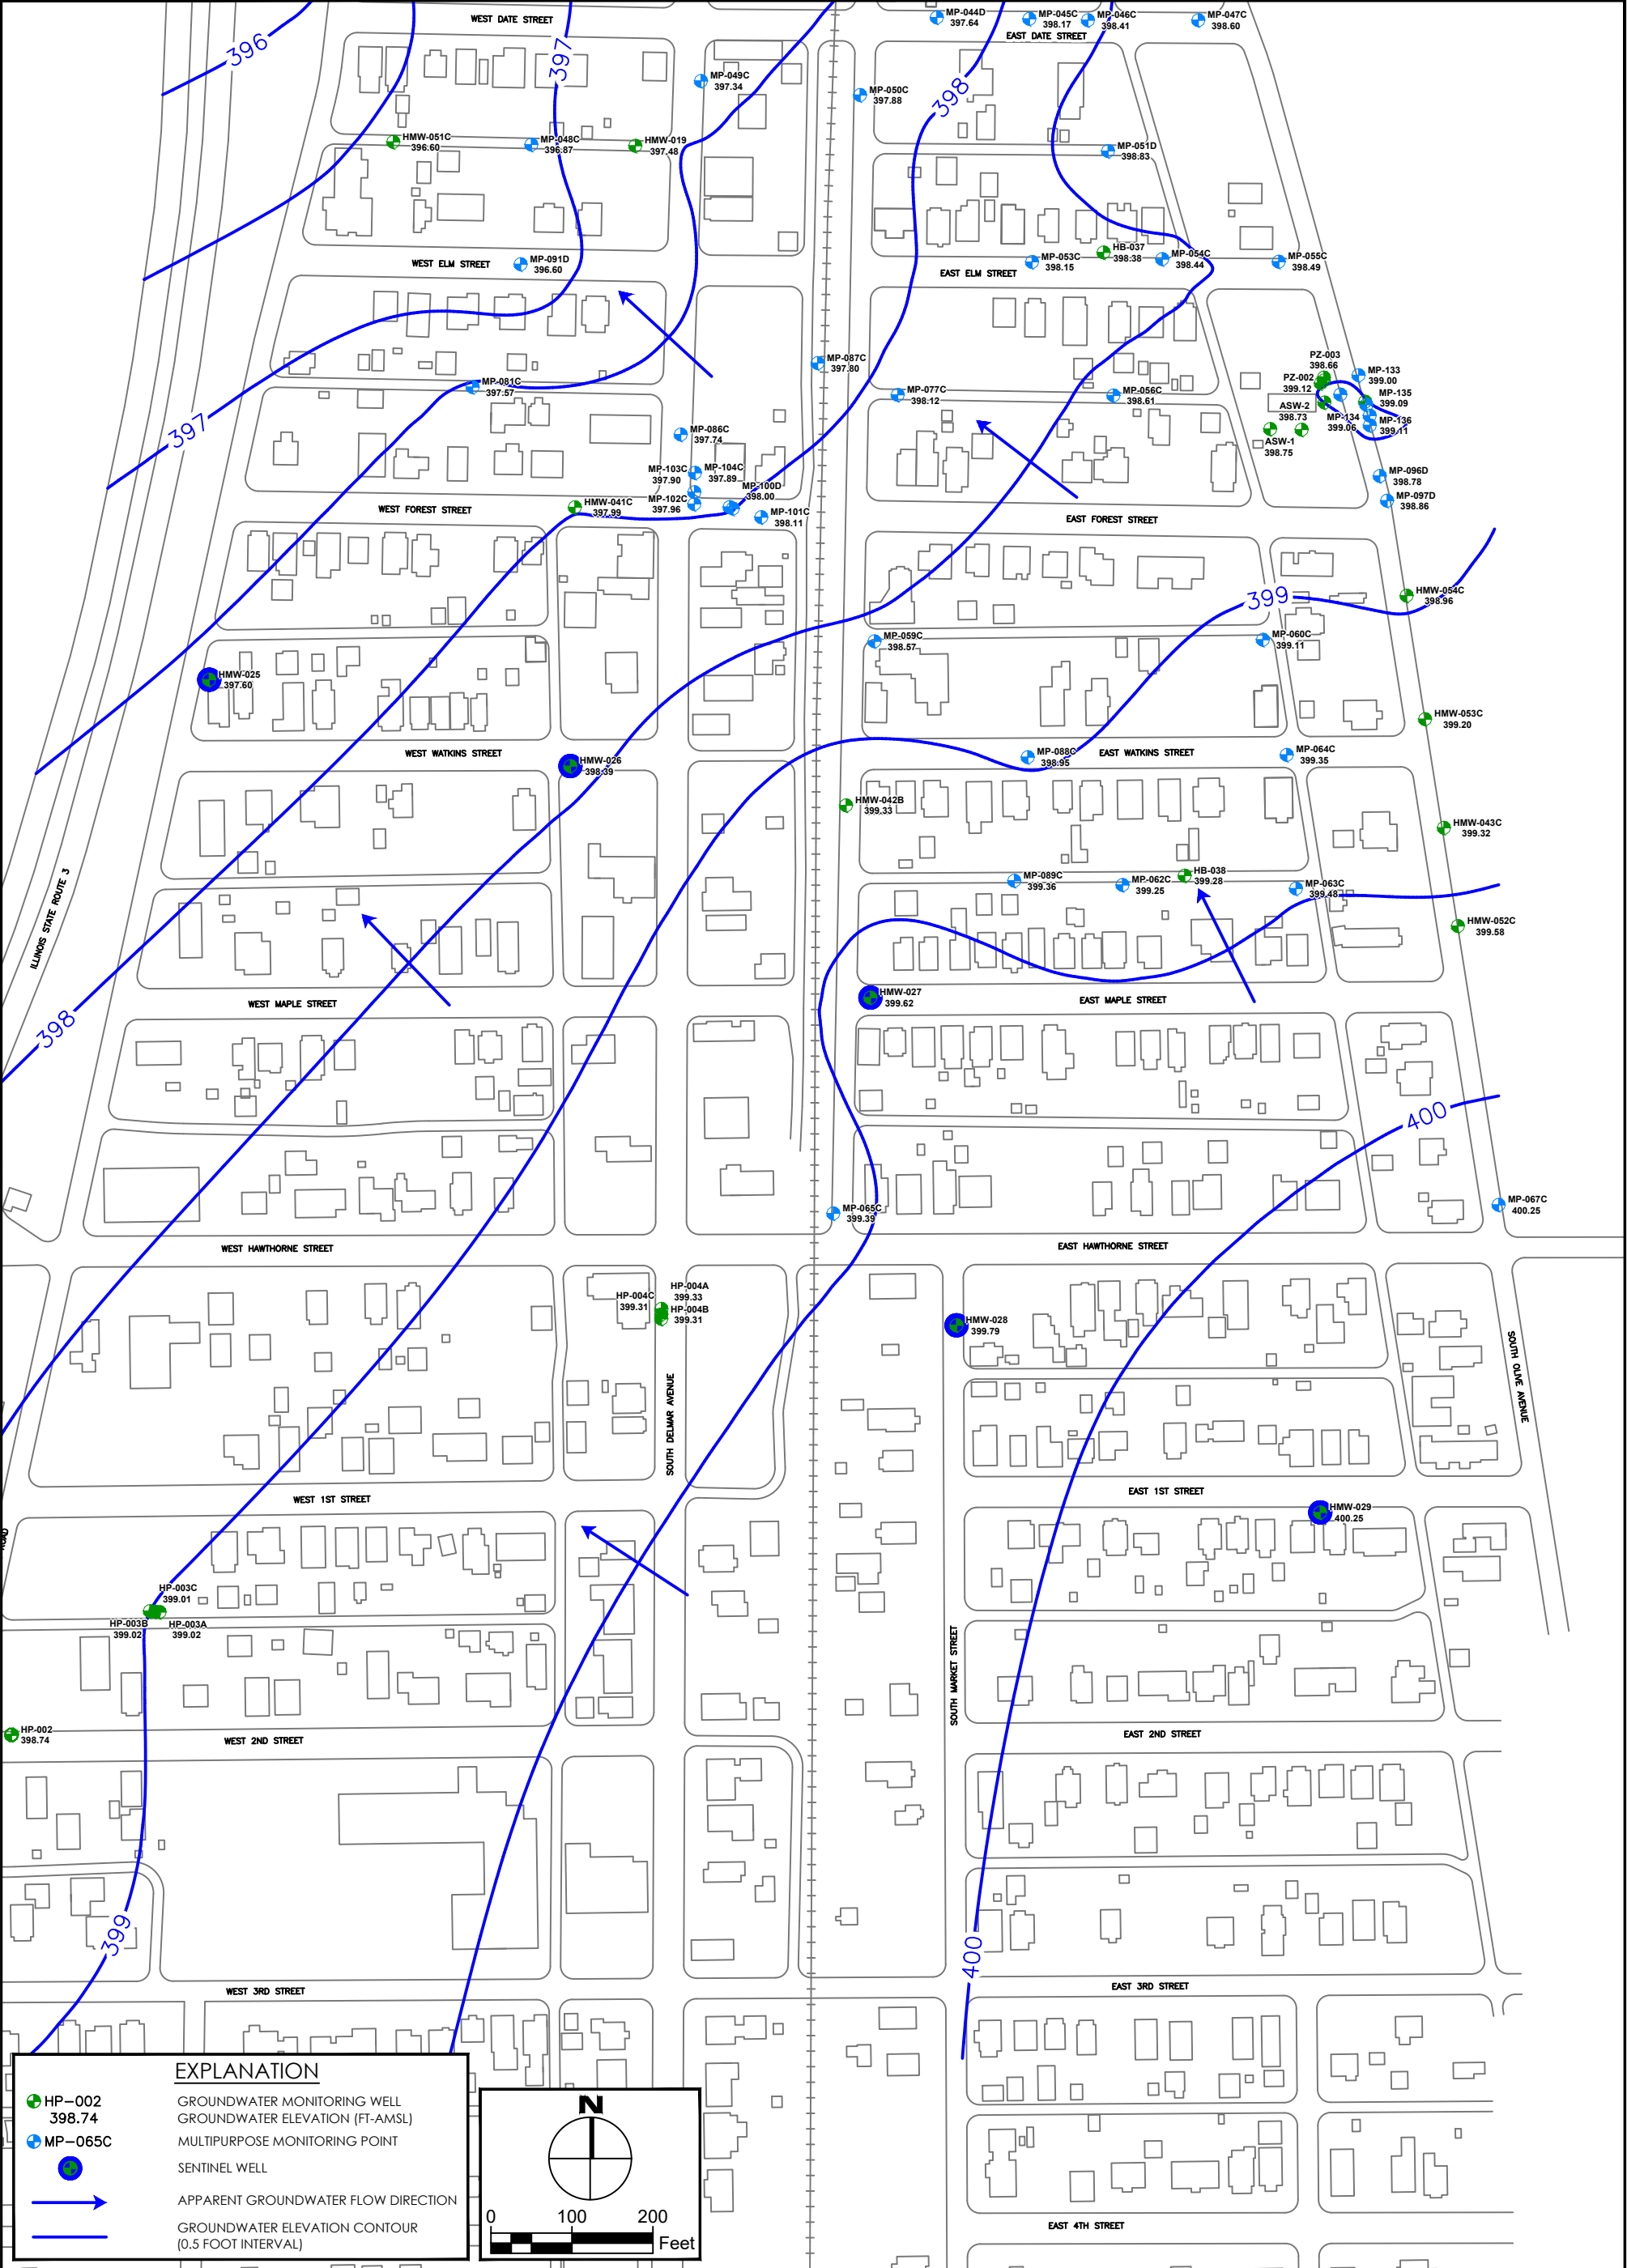 WEST DATE STREET
MP-044D
397.64
MP-045C
398.17
MP-046C
398.41
MP-047C
398.60
EAST DATE STREET
396
397
MP-049C
397.34
MP-050C
397.88
398
HMW-051C
396.60
MP-048C
396.87
HMW-019
397.48
MP-051D
398.83
WEST ELM STREET
MP-091D
396.60
EAST ELM STREET
MP-053C
398.15
HB-037
398.38
MP-054C
398.44
MP-055C
398.49
MP-087C
397.80
PZ-003
398.66
PZ-002
399.12
MP-133
399.00
MP-135
399.09
MP-081C
397.57
MP-077C
398.12
MP-056C
398.61
ASW-2
398.73
MP-134
399.06
MP-136
399.11
397
MP-086C
397.74
ASW-1
398.75
MP-103C
397.90
MP-104C
397.89
MP-096D
398.78
MP-100D
398.00
MP-102C
397.96
MP-097D
398.86
WEST FOREST STREET
HMW-041C
397.99
MP-101C
398.11
EAST FOREST STREET
399
HMW-054C
398.96
MP-059C
398.57
MP-060C
399.11
HMW-025
397.60
HMW-053C
399.20
WEST WATKINS STREET
HMW-026
398.39
MP-088C
398.95
EAST WATKINS STREET
MP-064C
399.35
HMW-042B
399.33
HMW-043C
399.32
ILLINOIS STATE ROUTE 3
MP-089C
399.36
MP-062C
399.25
HB-038
399.28
MP-063C
399.48
HMW-052C
399.58
WEST MAPLE STREET
HMW-027
399.62
EAST MAPLE STREET
398
400
MP-065C
399.39
MP-067C
400.25
WEST HAWTHORNE STREET
EAST HAWTHORNE STREET
HP-004C
399.31
HP-004A
399.33
HP-004B
399.31
HMW-028
399.79
SOUTH DELMAR AVENUE
SOUTH OLIVE AVENUE
WEST 1ST STREET
EAST 1ST STREET
HMW-029
400.25
ROAD
HP-003C
399.01
HP-003B
399.02
HP-003A
399.02
SOUTH MARKET STREET
HP-002
398.74
WEST 2ND STREET
EAST 2ND STREET
399
400
WEST 3RD STREET
EAST 3RD STREET
EXPLANATION
HP-002
398.74
GROUNDWATER MONITORING WELL
GROUNDWATER ELEVATION (FT-AMSL)
MP-065C
MULTIPURPOSE MONITORING POINT
SENTINEL WELL
APPARENT GROUNDWATER FLOW DIRECTION
GROUNDWATER ELEVATION CONTOUR
(0.5 FOOT INTERVAL)
N
0 100 200
Feet
EAST 4TH STREET